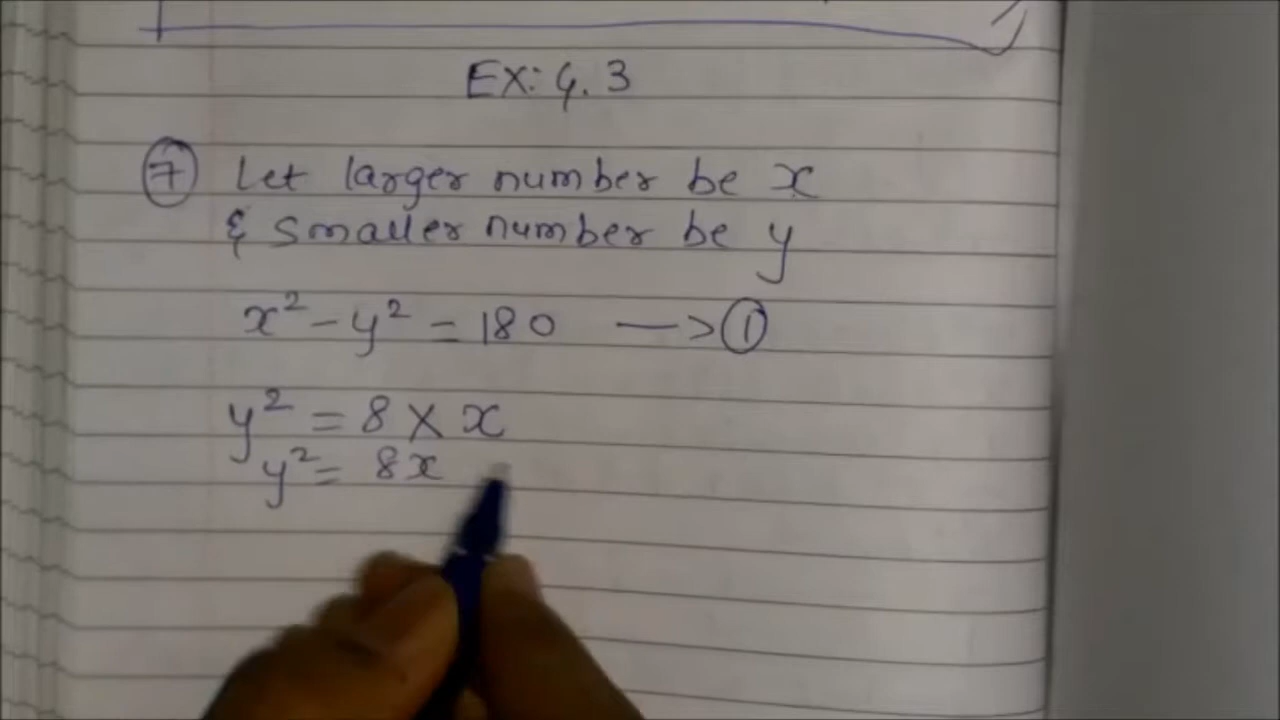 EX: 4.3
7 Let larger number be x
& smaller number be y
x² - y² = 180 —> 1
y² = 8 × x
y² = 8x